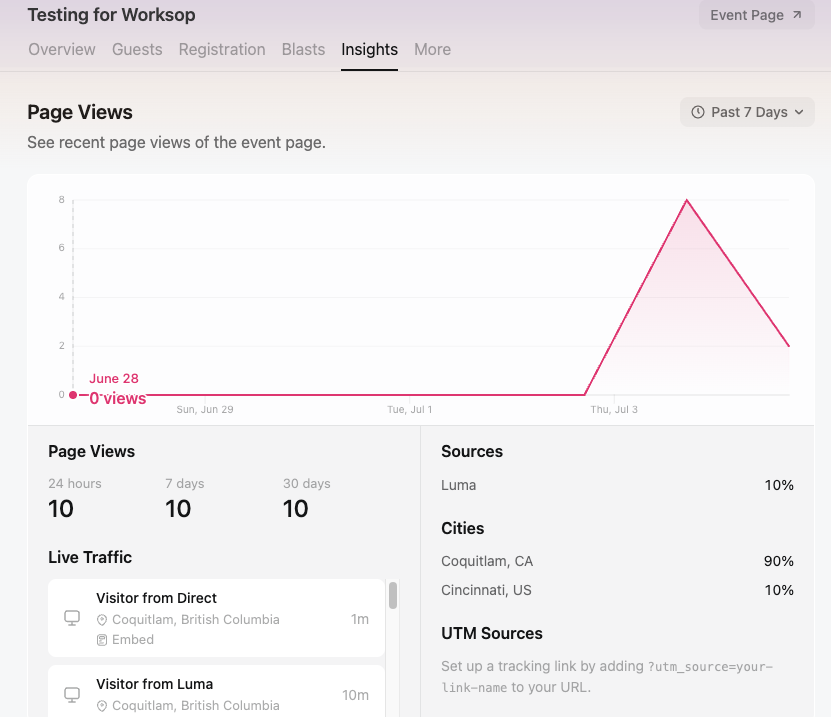 Testing for Worksop
Event Page
Overview Guests Registration Blasts Insights More
Page Views
Past 7 Days
See recent page views of the event page.
8
6
4
2
0
June 28
0 views
Sun, Jun 29
Tue, Jul 1
Thu, Jul 3
Page Views
24 hours 7 days 30 days
10 10 10
Live Traffic
Visitor from Direct
Coquitlam, British Columbia
1m
Embed
Visitor from Luma
10m
Coquitlam, British Columbia
Sources
Luma 10%
Cities
Coquitlam, CA 90%
Cincinnati, US 10%
UTM Sources
Set up a tracking link by adding ?utm_source=your-
link-name to your URL.